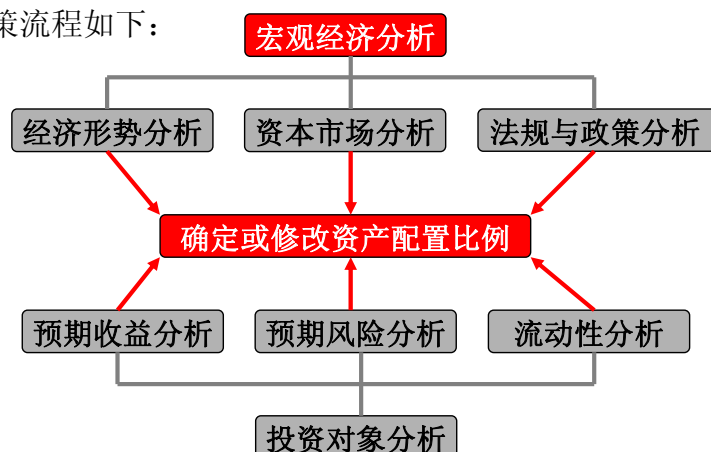 策流程如下：
宏观经济分析
经济形势分析
资本市场分析
法规与政策分析
确定或修改资产配置比例
预期收益分析
预期风险分析
流动性分析
投资对象分析